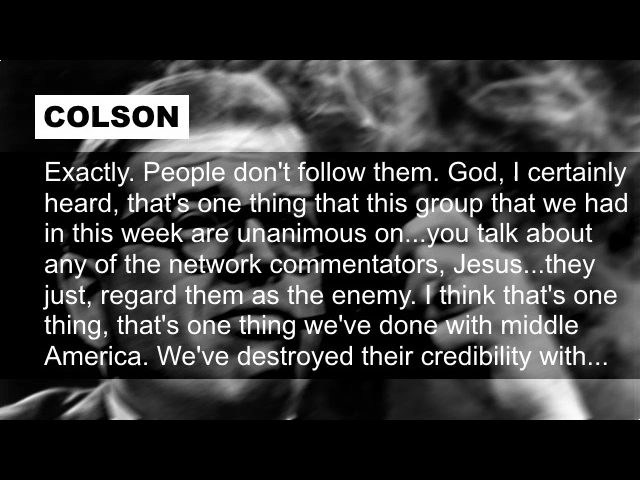 COLSON
Exactly. People don't follow them. God, I certainly
heard, that's one thing that this group that we had
in this week are unanimous on...you talk about
any of the network commentators, Jesus...they
just, regard them as the enemy. I think that's one
thing, that's one thing we've done with middle
America. We've destroyed their credibility with...